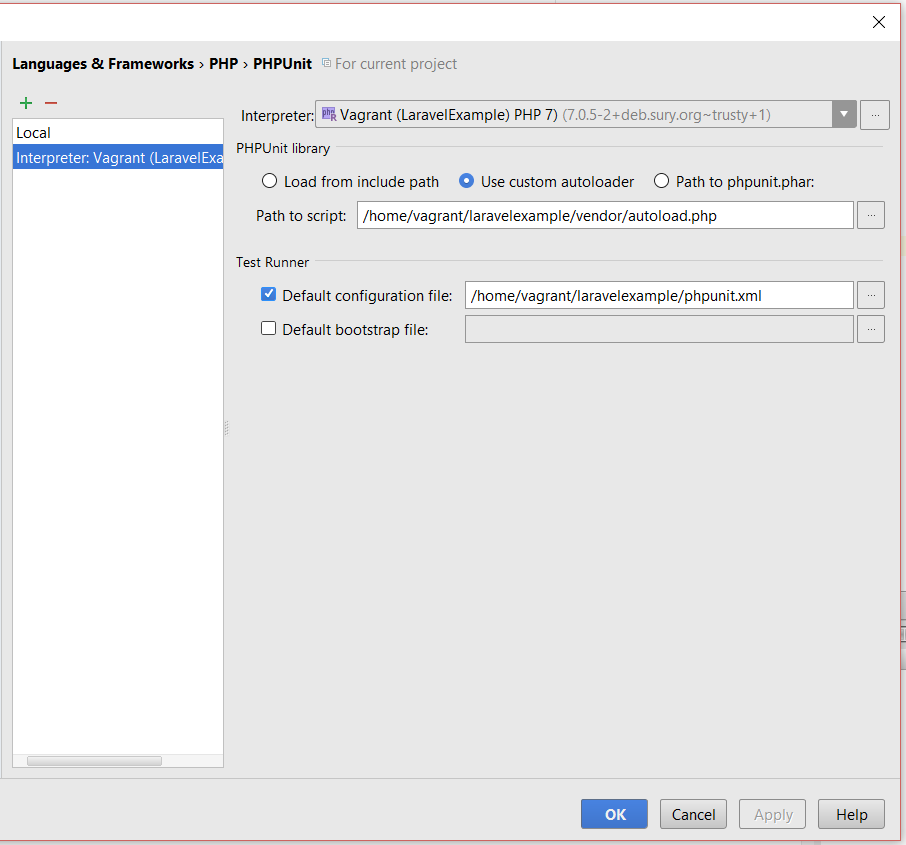 Languages & Frameworks › PHP › PHPUnit For current project
Local
Interpreter: Vagrant (LaravelExa
Interpreter: Vagrant (LaravelExample) PHP 7) (7.0.5-2+deb.sury.org~trusty+1) ...
PHPUnit library
Load from include path Use custom autoloader Path to phpunit.phar:
Path to script: /home/vagrant/laravelexample/vendor/autoload.php ...
Test Runner
Default configuration file: /home/vagrant/laravelexample/phpunit.xml ...
Default bootstrap file: ...
OK Cancel Apply Help